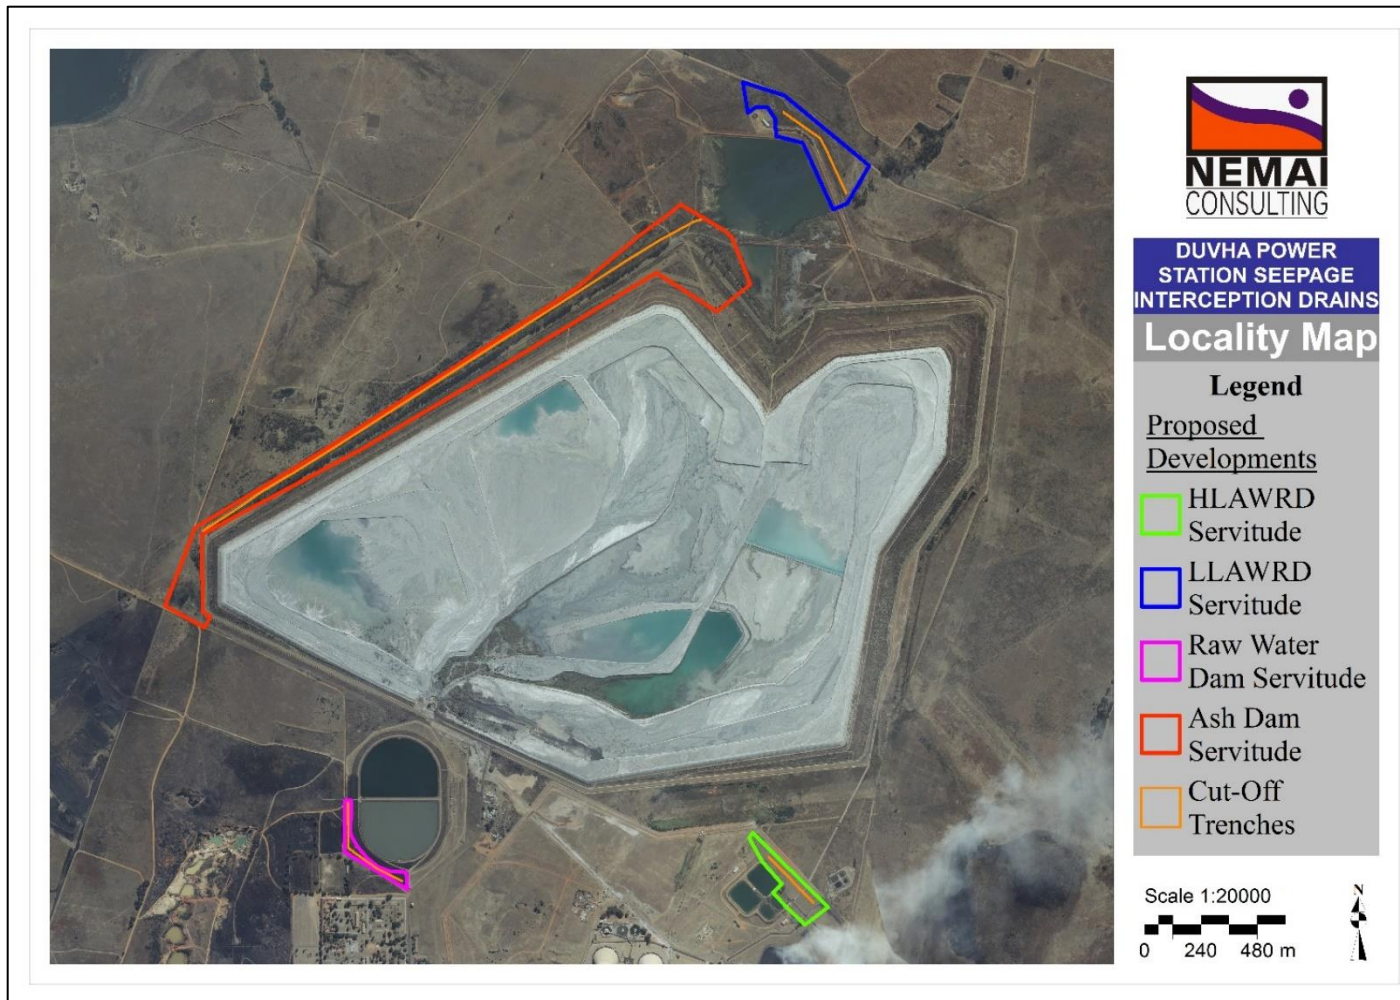 NEMAI
CONSULTING
DUVHA POWER
STATION SEEPAGE
INTERCEPTION DRAINS
Locality Map
Legend
Proposed
Developments
HLAWRD
Servitude
LLAWRD
Servitude
Raw Water
Dam Servitude
Ash Dam
Servitude
Cut-Off
Trenches
Scale 1:20000
N
0 240 480 m